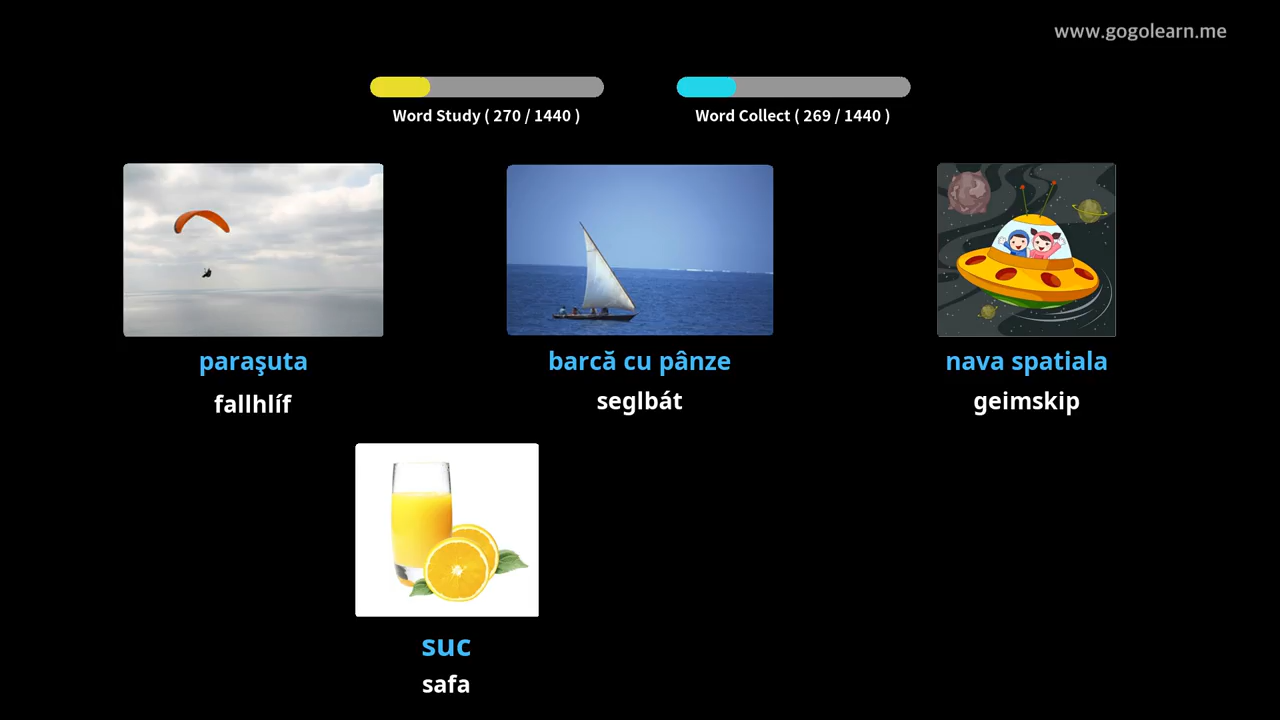 www.gogolearn.me
Word Study ( 270 / 1440 )
Word Collect ( 269 / 1440 )
paraşuta
fallhlíf
barcă cu pânze
seglbát
nava spatiala
geimskip
suc
safa